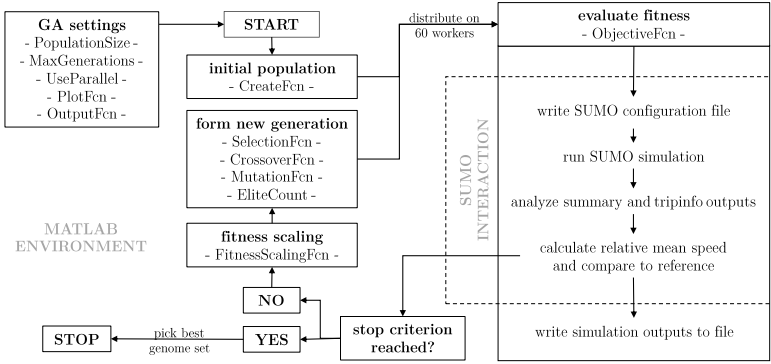 GA settings
- PopulationSize -
- MaxGenerations -
- UseParallel -
- PlotFcn -
- OutputFcn -
START
initial population
- CreateFcn -
form new generation
- SelectionFcn -
- CrossoverFcn -
- MutationFcn -
- EliteCount -
fitness scaling
- FitnessScalingFcn -
MATLAB
ENVIRONMENT
NO
YES
STOP
pick best
genome set
stop criterion
reached?
distribute on
60 workers
evaluate fitness
- ObjectiveFcn -
SUMO
INTERACTION
write SUMO configuration file
run SUMO simulation
analyze summary and tripinfo outputs
calculate relative mean speed
and compare to reference
write simulation outputs to file